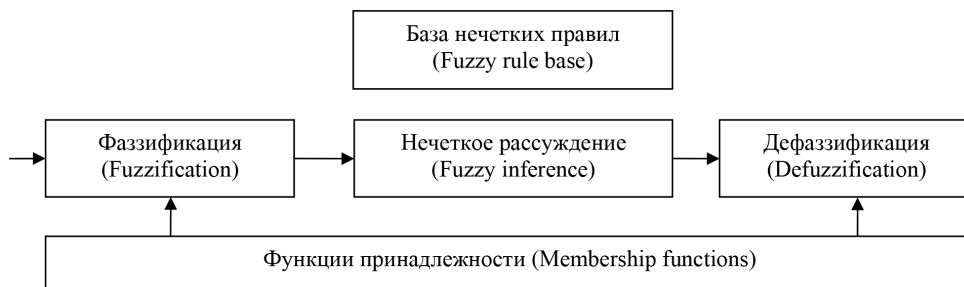 База нечетких правил
(Fuzzy rule base)
Фаззификация
(Fuzzification)
Нечеткое рассуждение
(Fuzzy inference)
Дефаззификация
(Defuzzification)
Функции принадлежности (Membership functions)